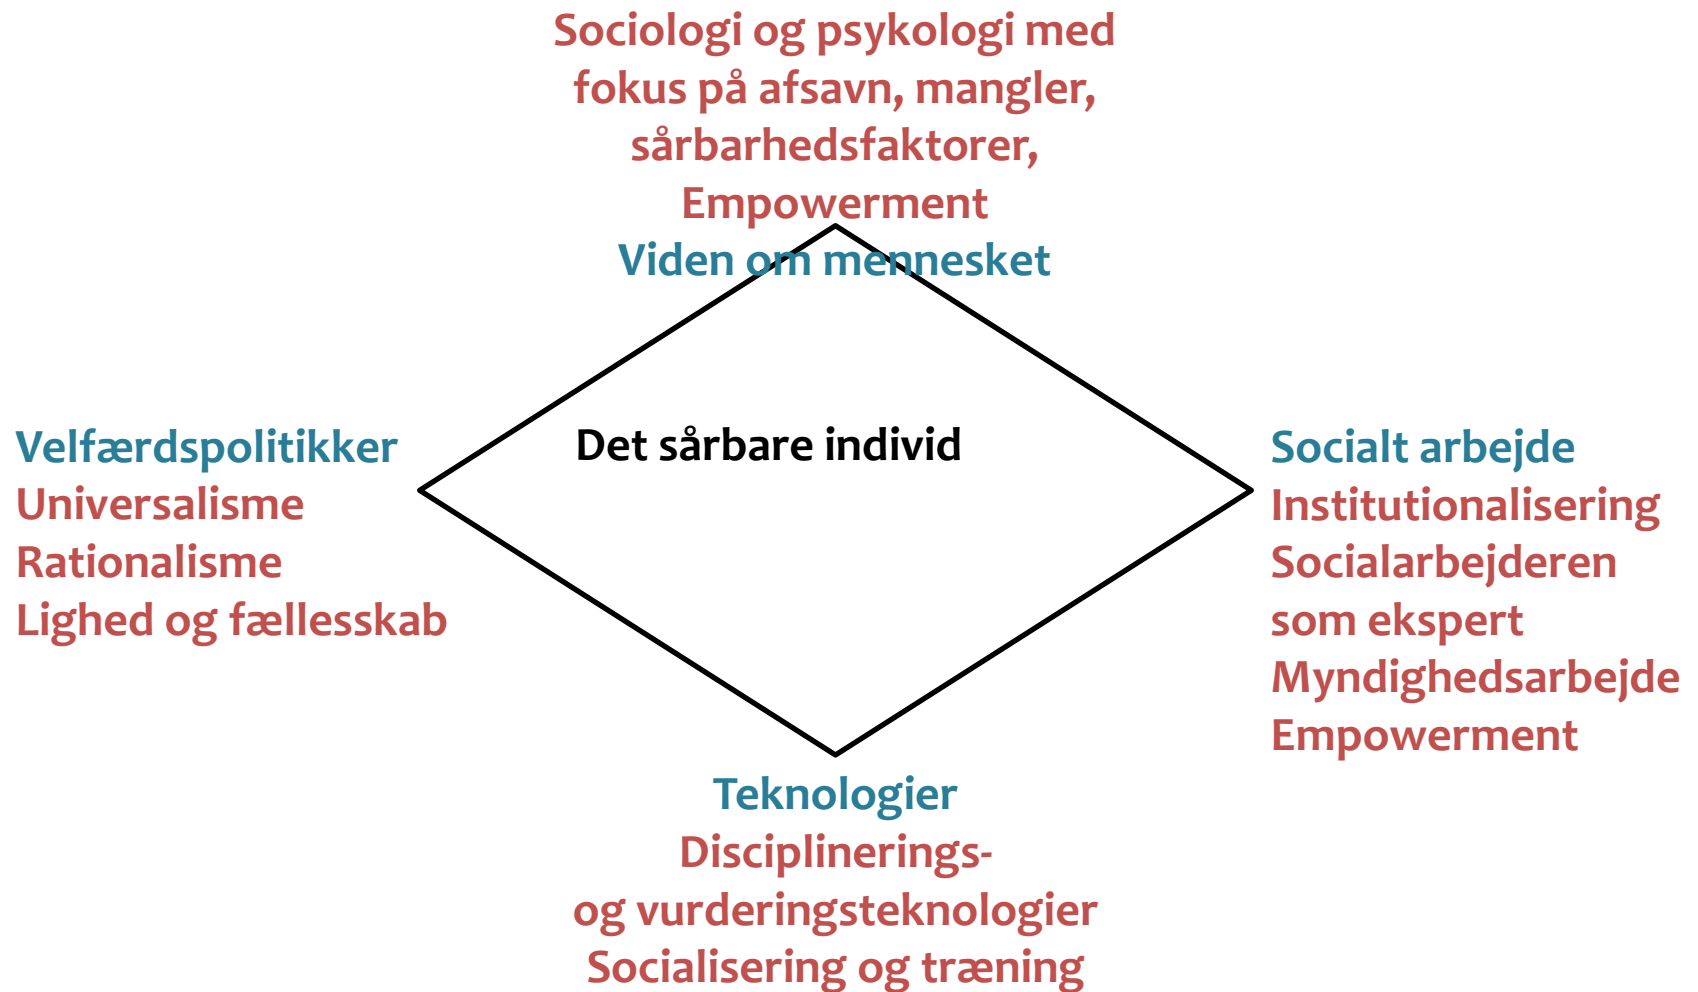 Sociologi og psykologi med
fokus på afsavn, mangler,
sårbarhedsfaktorer,
Empowerment
Viden om mennesket
Velfærdspolitikker
Universalisme
Rationalisme
Lighed og fællesskab
Det sårbare individ
Socialt arbejde
Institutionalisering
Socialarbejderen
som ekspert
Myndighedsarbejde
Empowerment
Teknologier
Disciplinerings-
og vurderingsteknologier
Socialisering og træning